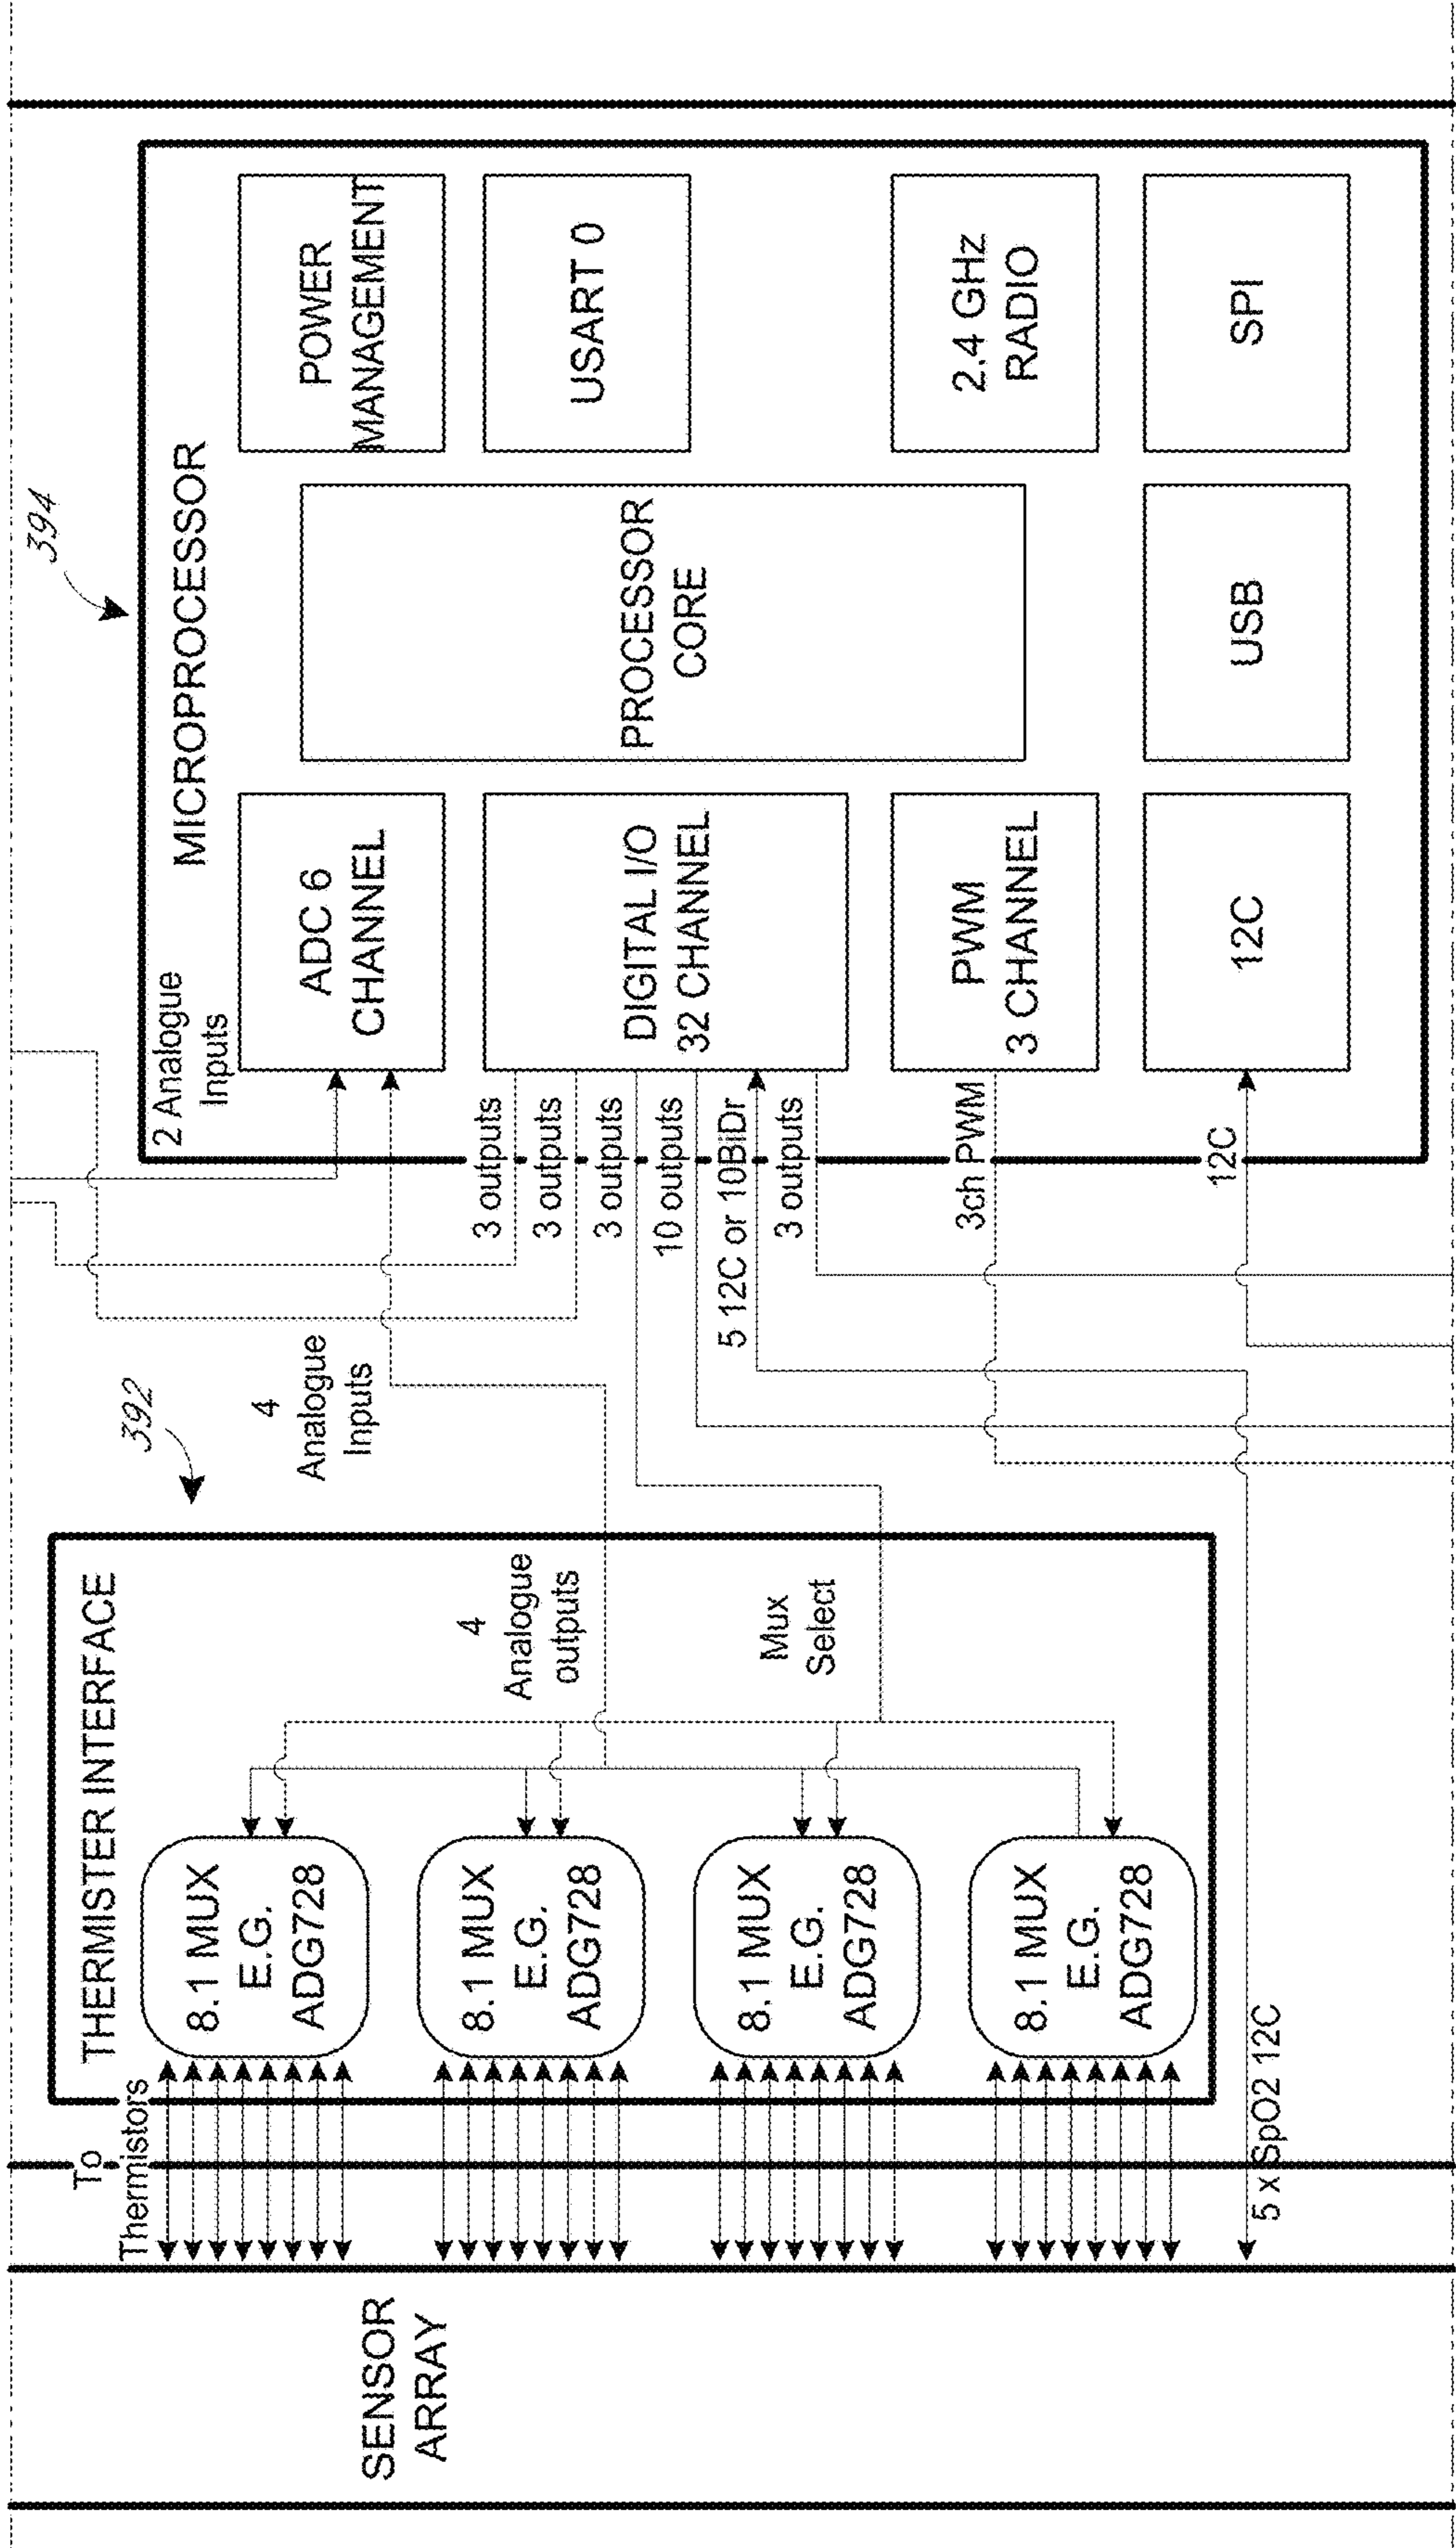 394
392
MICROPROCESSOR
2 Analogue
Inputs
ADC 6
CHANNEL
POWER
MANAGEMENT
DIGITAL I/O
32 CHANNEL
PROCESSOR
CORE
USART 0
PWM
3 CHANNEL
2.4 GHz
RADIO
12C
USB
SPI
4
Analogue
Inputs
3 outputs
3 outputs
3 outputs
10 outputs
5 12C or 10BiDr
3 outputs
3ch PWM
12C
THERMISTER INTERFACE
To
Thermistors
8.1 MUX
E.G.
ADG728
8.1 MUX
E.G.
ADG728
8.1 MUX
E.G.
ADG728
8.1 MUX
E.G.
ADG728
4
Analogue
outputs
Mux
Select
5 x SpO2 12C
SENSOR
ARRAY